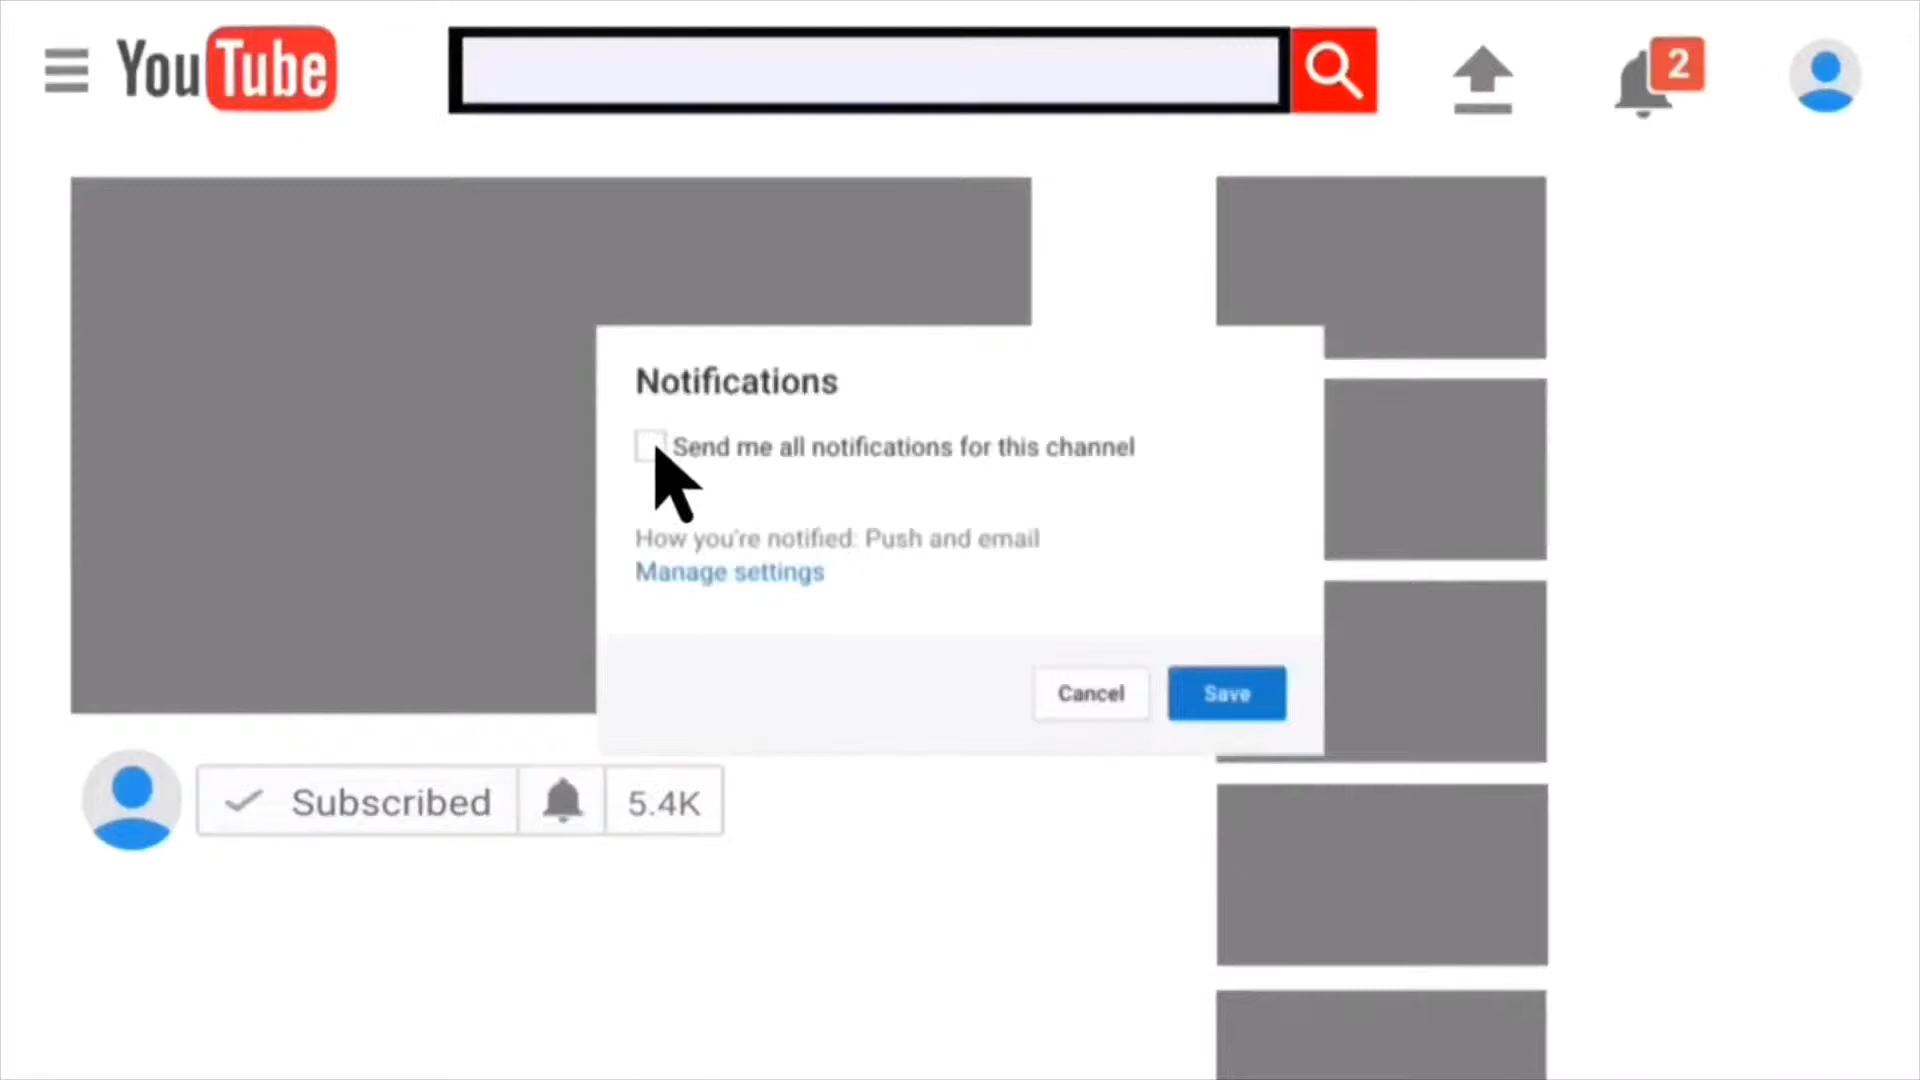 YouTube
2
Notifications
Send me all notifications for this channel
How you're notified: Push and email
Manage settings
Cancel
Save
Subscribed
5.4K